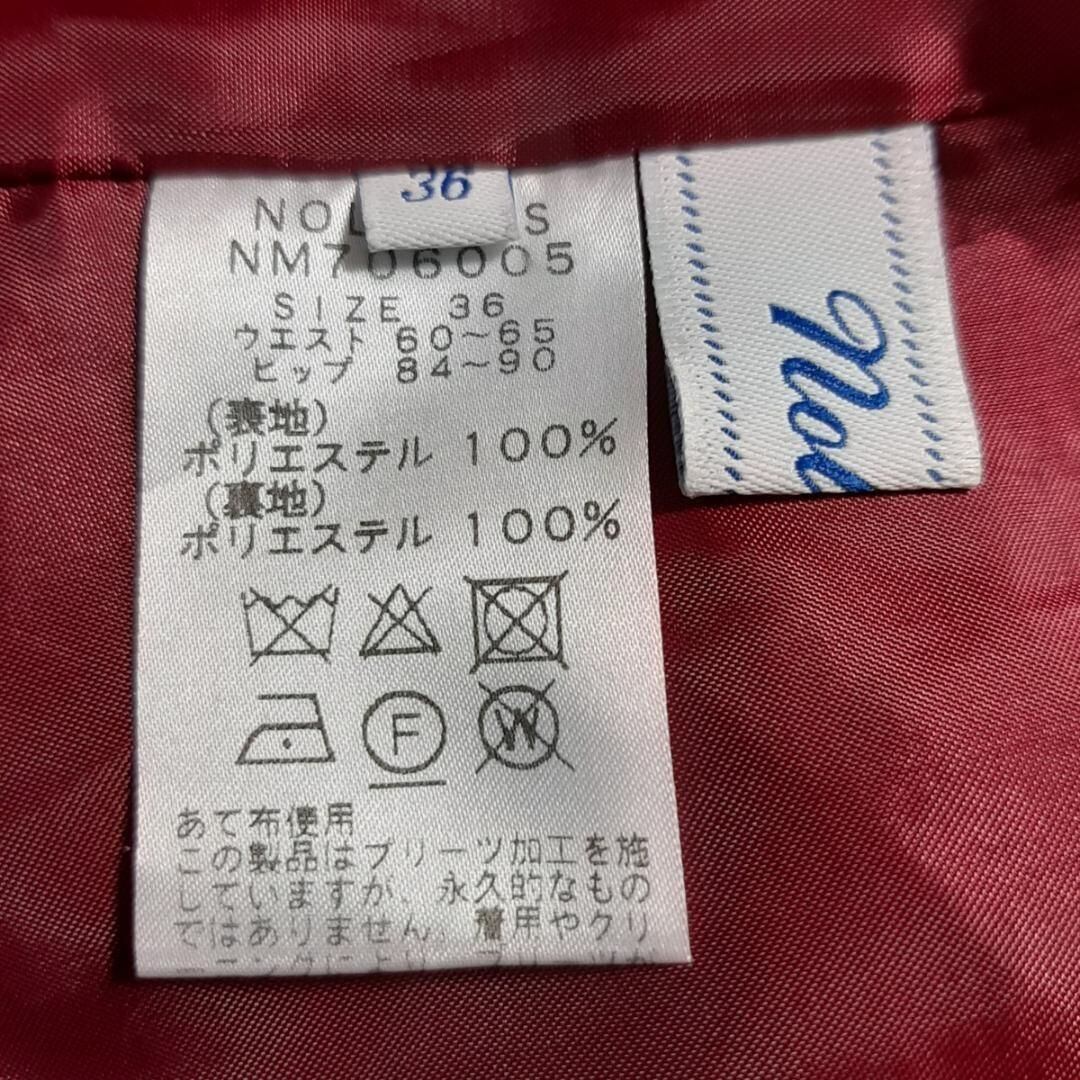 36
NM706005
SIZE 36
ウエスト 60～65
ヒップ 84～90
(表地)
ポリエステル 100%
(裏地)
ポリエステル 100%
F
W
あて布使用
この製品はプリーツ加工を施
していますが、永久的なもの
ではありません。着用やクリ